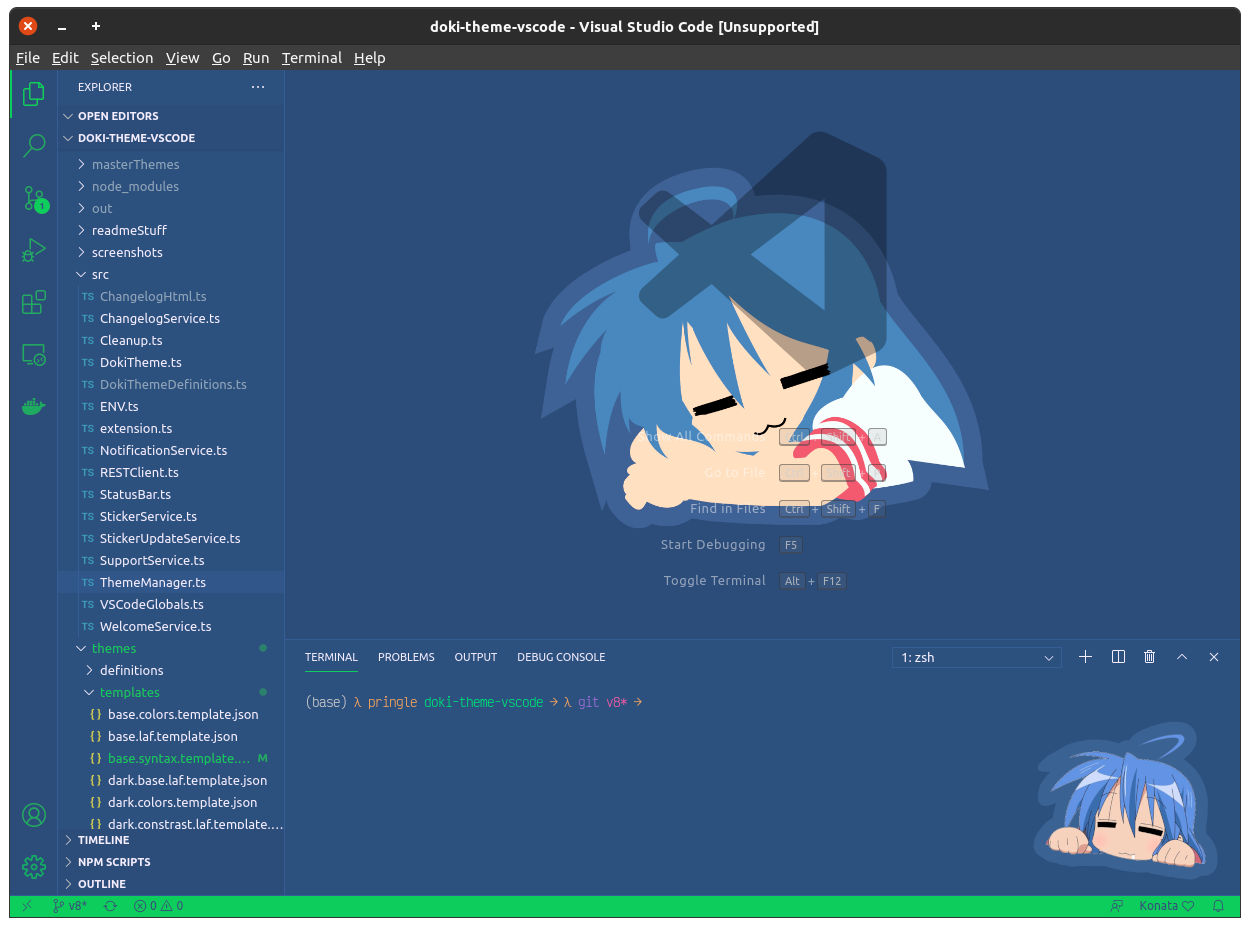 doki-theme-vscode - Visual Studio Code [Unsupported]
File Edit Selection View Go Run Terminal Help
EXPLORER
OPEN EDITORS
DOKI-THEME-VSCODE
masterThemes
node_modules
out
readmeStuff
screenshots
src
TS ChangelogHtml.ts
TS ChangelogService.ts
TS Cleanup.ts
TS DokiTheme.ts
TS DokiThemeDefinitions.ts
TS ENV.ts
TS extension.ts
TS NotificationService.ts
TS RESTClient.ts
TS StatusBar.ts
TS StickerService.ts
TS StickerUpdateService.ts
TS SupportService.ts
TS ThemeManager.ts
TS VSCodeGlobals.ts
TS WelcomeService.ts
themes
definitions
templates
{} base.colors.template.json
{} base.laf.template.json
{} base.syntax.template.... M
{} dark.base.laf.template.json
{} dark.colors.template.json
{} dark.constrast.laf.template....
TIMELINE
NPM SCRIPTS
OUTLINE
1
Show All Commands Ctrl + Shift + A
Go to File Ctrl + Shift +
Find in Files Ctrl + Shift + F
Start Debugging F5
Toggle Terminal Alt + F12
TERMINAL PROBLEMS OUTPUT DEBUG CONSOLE 1: zsh
(base) λ pringle doki-theme-vscode → λ git v8* →
v8* 0 0 Konata ♡